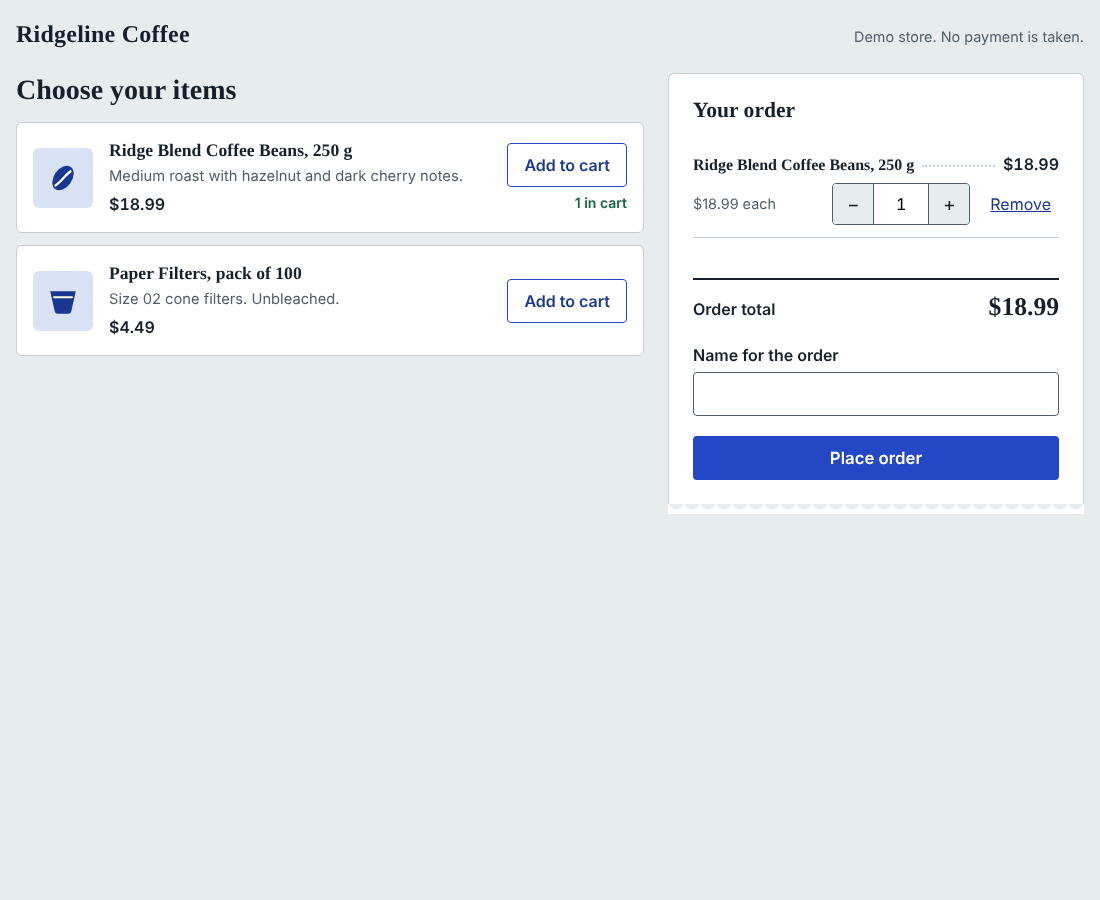 Ridgeline Coffee
Demo store. No payment is taken.
Choose your items
Ridge Blend Coffee Beans, 250 g
Medium roast with hazelnut and dark cherry notes.
$18.99
Add to cart
1 in cart
Paper Filters, pack of 100
Size 02 cone filters. Unbleached.
$4.49
Add to cart
Your order
Ridge Blend Coffee Beans, 250 g $18.99
$18.99 each − 1 + Remove
Order total $18.99
Name for the order
Place order